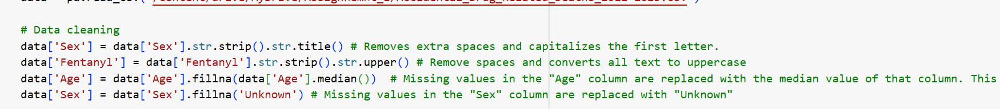 # Data cleaning
data['Sex'] = data['Sex'].str.strip().str.title() # Removes extra spaces and capitalizes the first letter.
data['Fentanyl'] = data['Fentanyl'].str.strip().str.upper() # Remove spaces and converts all text to uppercase
data['Age'] = data['Age'].fillna(data['Age'].median())  # Missing values in the "Age" column are replaced with the median value of that column. This
data['Sex'] = data['Sex'].fillna('Unknown') # Missing values in the "Sex" column are replaced with "Unknown"